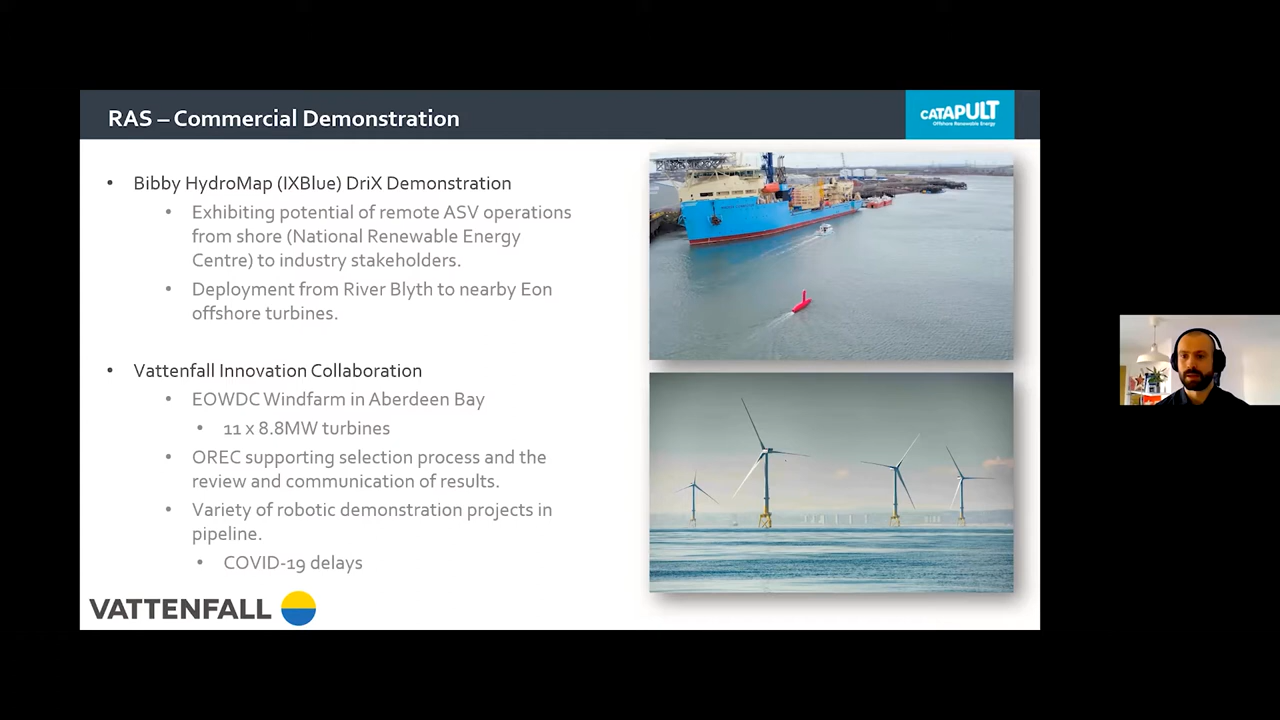 RAS – Commercial Demonstration
CATAPULT
Offshore Renewable Energy
• Bibby HydroMap (IXBlue) DriX Demonstration
• Exhibiting potential of remote ASV operations
from shore (National Renewable Energy
Centre) to industry stakeholders.
• Deployment from River Blyth to nearby Eon
offshore turbines.
• Vattenfall Innovation Collaboration
• EOWDC Windfarm in Aberdeen Bay
• 11 x 8.8MW turbines
• OREC supporting selection process and the
review and communication of results.
• Variety of robotic demonstration projects in
pipeline.
• COVID-19 delays
VATTENFALL